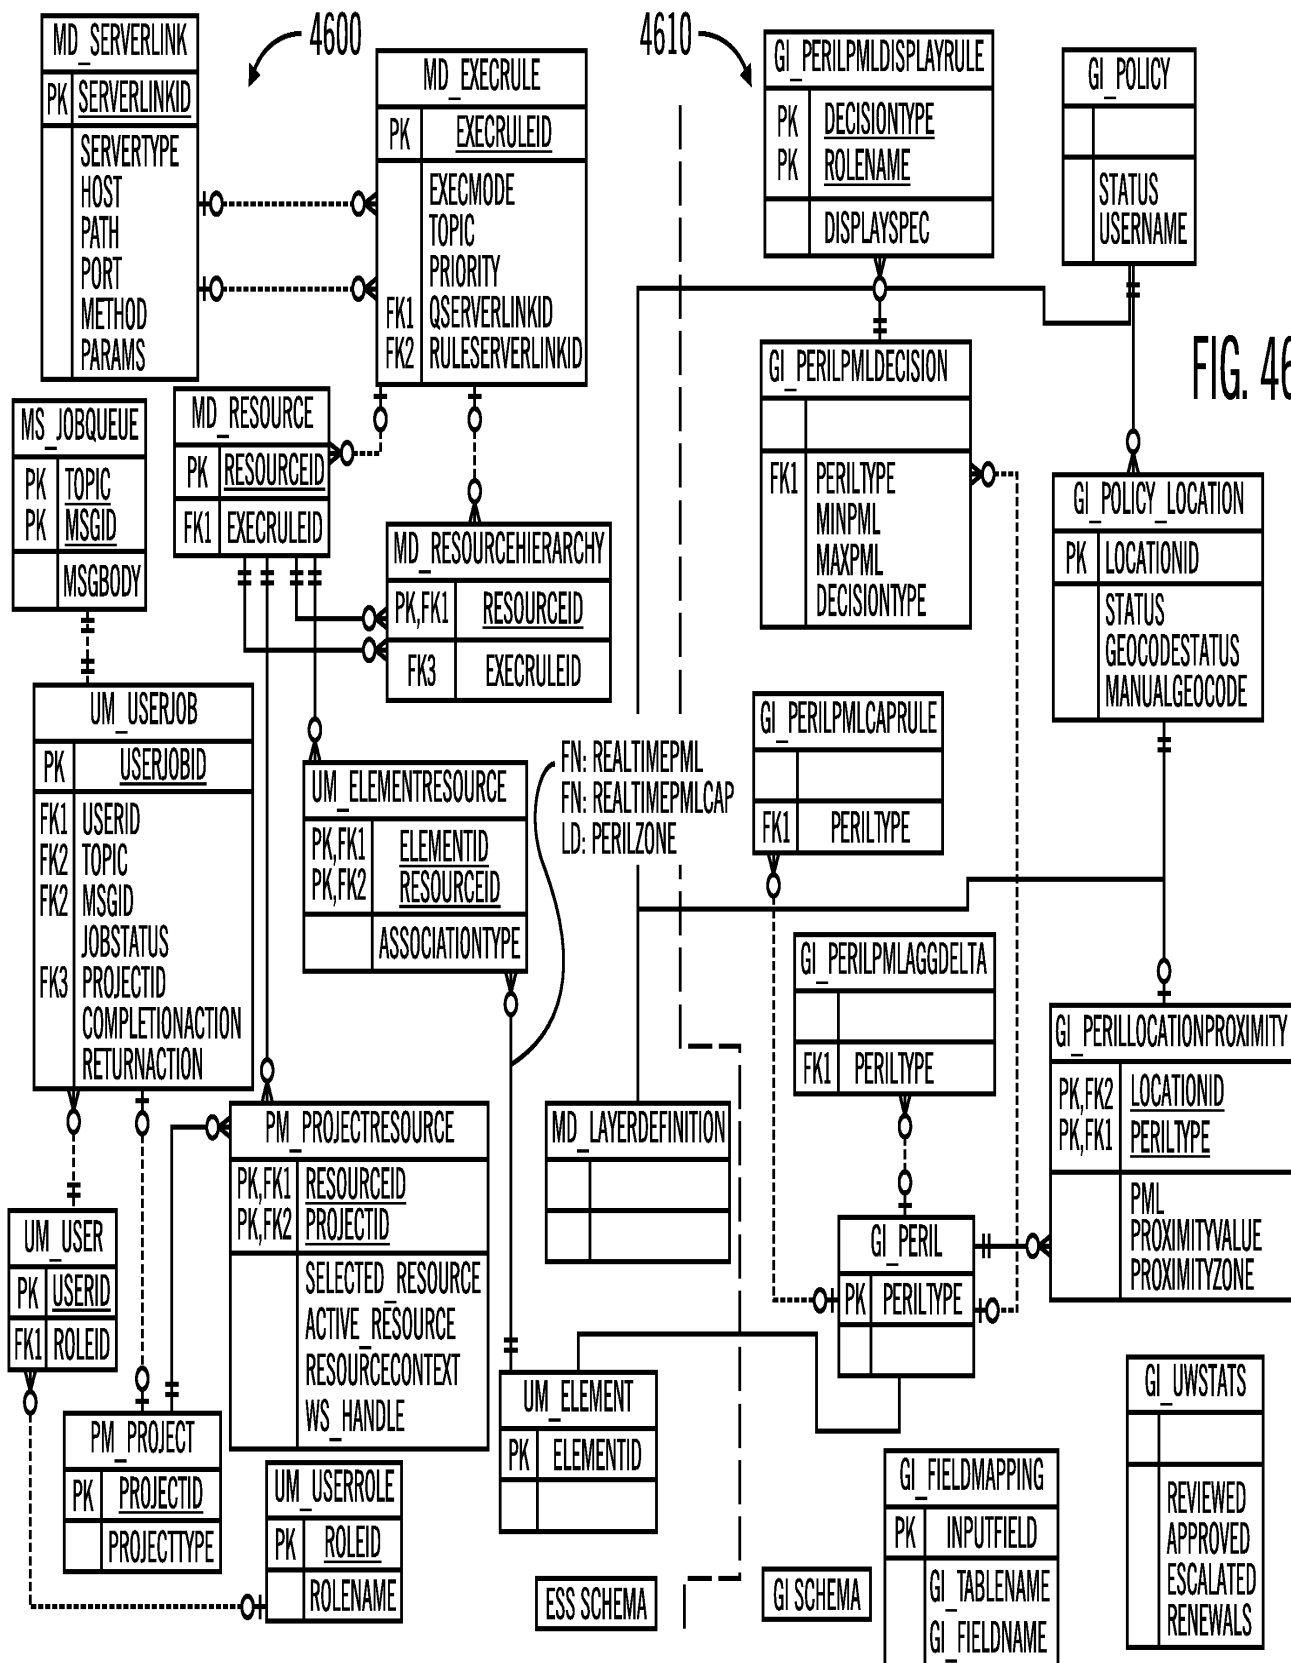 4600
4610
MD_SERVERLINK
PK SERVERLINKID
SERVERTYPE
HOST
PATH
PORT
METHOD
PARAMS
MD_EXECRULE
PK EXECRULEID
EXECMODE
TOPIC
PRIORITY
FK1 QSERVERLINKID
FK2 RULESERVERLINKID
GI_PERILPMLDISPLAYRULE
PK DECISIONTYPE
PK ROLENAME
DISPLAYSPEC
GI_POLICY
STATUS
USERNAME
FIG. 46
MS_JOBQUEUE
PK TOPIC
PK MSGID
MSGBODY
MD_RESOURCE
PK RESOURCEID
FK1 EXECRULEID
MD_RESOURCEHIERARCHY
PK,FK1 RESOURCEID
FK3 EXECRULEID
GI_PERILPMLDECISION
FK1 PERILTYPE
MINPML
MAXPML
DECISIONTYPE
GI_POLICY_LOCATION
PK LOCATIONID
STATUS
GEOCODESTATUS
MANUALGEOCODE
UM_USERJOB
PK USERJOBID
FK1 USERID
FK2 TOPIC
FK2 MSGID
JOBSTATUS
FK3 PROJECTID
COMPLETIONACTION
RETURNACTION
UM_ELEMENTRESOURCE
PK,FK1 ELEMENTID
PK,FK2 RESOURCEID
ASSOCIATIONTYPE
FN: REALTIMEPML
FN: REALTIMEPMLCAP
LD: PERILZONE
GI_PERILPMLCAPRULE
FK1 PERILTYPE
GI_PERILPMLAGGDELTA
FK1 PERILTYPE
GI_PERILLOCATIONPROXIMITY
PK,FK2 LOCATIONID
PK,FK1 PERILTYPE
PML
PROXIMITYVALUE
PROXIMITYZONE
PM_PROJECTRESOURCE
PK,FK1 RESOURCEID
PK,FK2 PROJECTID
SELECTED_RESOURCE
ACTIVE_RESOURCE
RESOURCECONTEXT
WS_HANDLE
MD_LAYERDEFINITION
GI_PERIL
PK PERILTYPE
UM_USER
PK USERID
FK1 ROLEID
PM_PROJECT
PK PROJECTID
PROJECTTYPE
UM_USERROLE
PK ROLEID
ROLENAME
UM_ELEMENT
PK ELEMENTID
GI_FIELDMAPPING
PK INPUTFIELD
GI_TABLENAME
GI_FIELDNAME
GI_UWSTATS
REVIEWED
APPROVED
ESCALATED
RENEWALS
ESS SCHEMA
GI SCHEMA